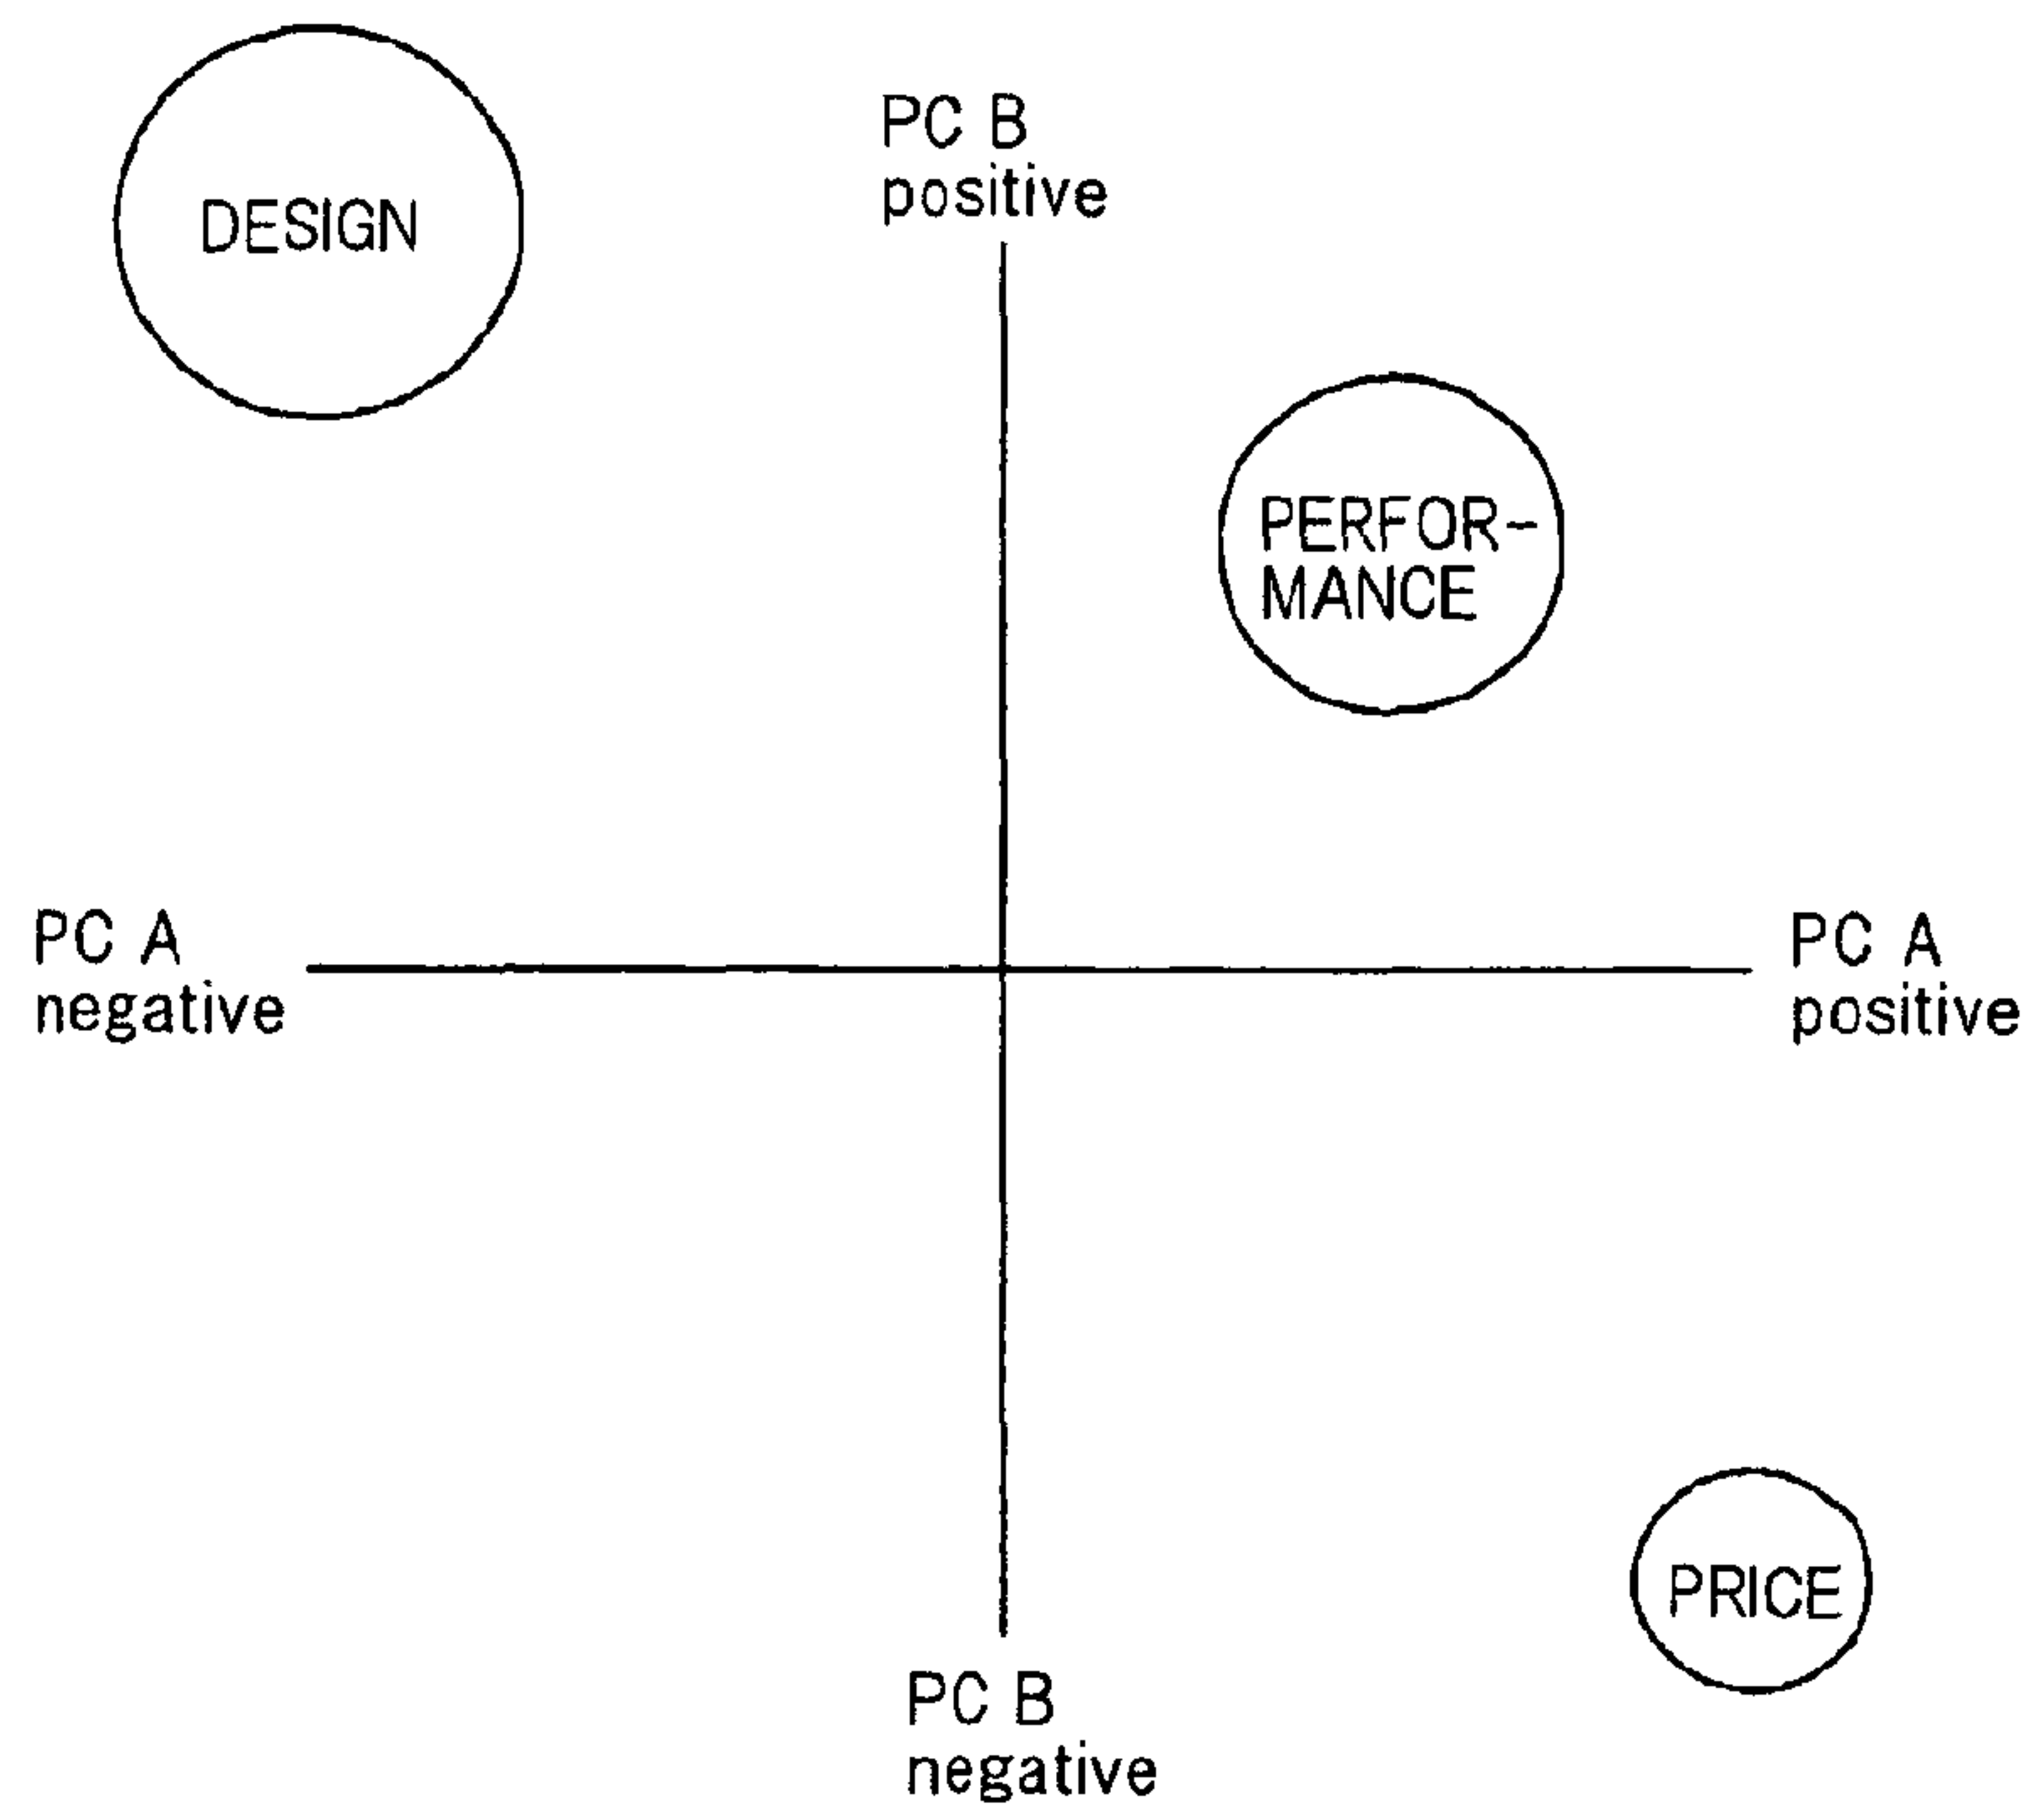 PC B
positive
DESIGN
PERFOR-
MANCE
PC A
negative
PC A
positive
PRICE
PC B
negative